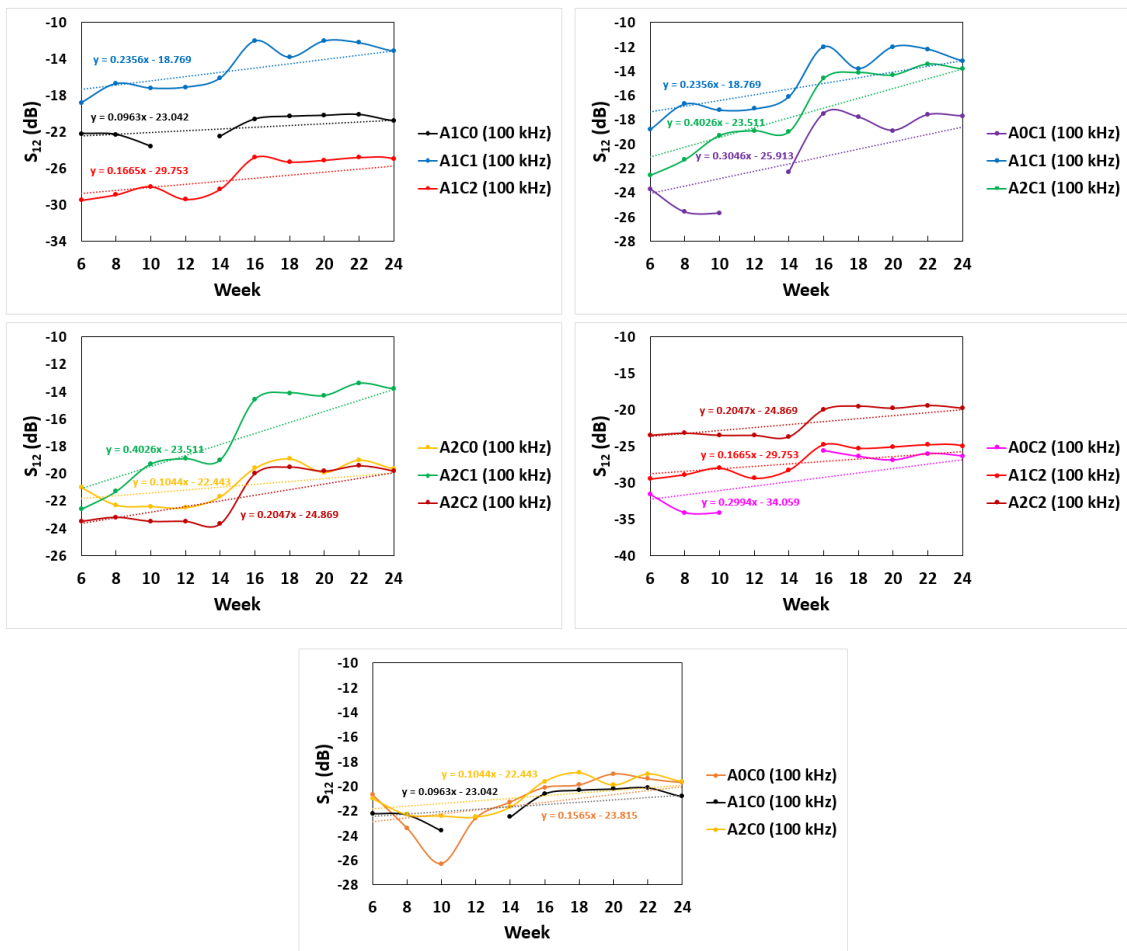 -10
-14
-18
-22
-26
-30
-34
S12 (dB)
y = 0.2356x - 18.769
y = 0.0963x - 23.042
y = 0.1665x - 29.753
A1C0 (100 kHz)
A1C1 (100 kHz)
A1C2 (100 kHz)
6 8 10 12 14 16 18 20 22 24
Week
-10
-12
-14
-16
-18
-20
-22
-24
-26
-28
S12 (dB)
y = 0.2356x - 18.769
y = 0.4026x - 23.511
y = 0.3046x - 25.913
A0C1 (100 kHz)
A1C1 (100 kHz)
A2C1 (100 kHz)
6 8 10 12 14 16 18 20 22 24
Week
-10
-12
-14
-16
-18
-20
-22
-24
-26
S12 (dB)
y = 0.4026x - 23.511
y = 0.1044x - 22.443
y = 0.2047x - 24.869
A2C0 (100 kHz)
A2C1 (100 kHz)
A2C2 (100 kHz)
6 8 10 12 14 16 18 20 22 24
Week
-10
-15
-20
-25
-30
-35
-40
S12 (dB)
y = 0.2047x - 24.869
y = 0.1665x - 29.753
y = 0.2994x - 34.059
A0C2 (100 kHz)
A1C2 (100 kHz)
A2C2 (100 kHz)
6 8 10 12 14 16 18 20 22 24
Week
-10
-12
-14
-16
-18
-20
-22
-24
-26
-28
S12 (dB)
y = 0.1044x - 22.443
y = 0.0963x - 23.042
y = 0.1565x - 23.815
A0C0 (100 kHz)
A1C0 (100 kHz)
A2C0 (100 kHz)
6 8 10 12 14 16 18 20 22 24
Week